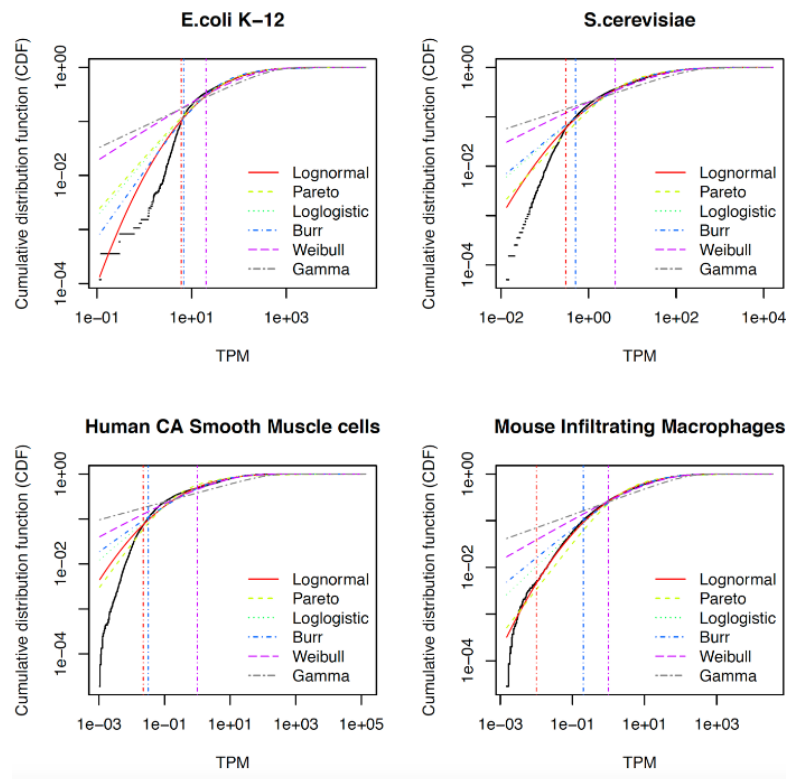 E.coli K−12
Cumulative distribution function (CDF)
1e+00
1e−02
1e−04
Lognormal
Pareto
Loglogistic
Burr
Weibull
Gamma
1e−01
1e+01
1e+03
TPM
S.cerevisiae
Cumulative distribution function (CDF)
1e+00
1e−02
1e−04
Lognormal
Pareto
Loglogistic
Burr
Weibull
Gamma
1e−02
1e+00
1e+02
1e+04
TPM
Human CA Smooth Muscle cells
Cumulative distribution function (CDF)
1e+00
1e−02
1e−04
Lognormal
Pareto
Loglogistic
Burr
Weibull
Gamma
1e−03
1e−01
1e+01
1e+03
1e+05
TPM
Mouse Infiltrating Macrophages
Cumulative distribution function (CDF)
1e+00
1e−02
1e−04
Lognormal
Pareto
Loglogistic
Burr
Weibull
Gamma
1e−03
1e−01
1e+01
1e+03
TPM